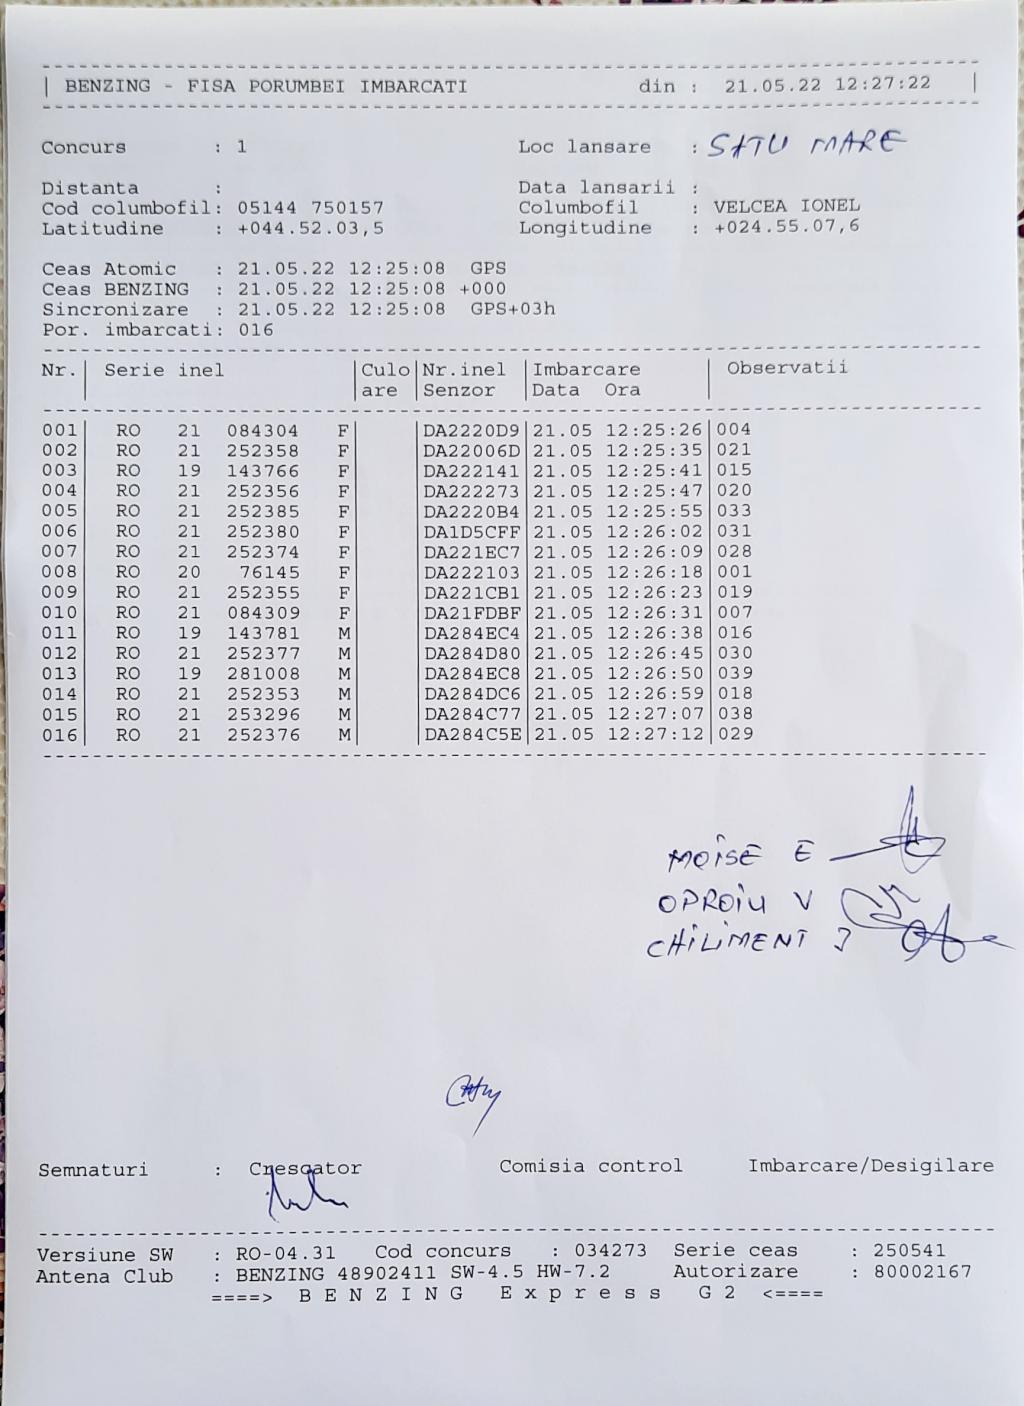 | BENZING - FISA PORUMBEI IMBARCATI din : 21.05.22 12:27:22 |
Concurs : 1 Loc lansare : SATU MARE
Distanta : Data lansarii :
Cod columbofil: 05144 750157 Columbofil : VELCEA IONEL
Latitudine : +044.52.03,5 Longitudine : +024.55.07,6
Ceas Atomic : 21.05.22 12:25:08 GPS
Ceas BENZING : 21.05.22 12:25:08 +000
Sincronizare : 21.05.22 12:25:08 GPS+03h
Por. imbarcati: 016
Nr. | Serie inel | Culo | Nr.inel | Imbarcare | Observatii
are | Senzor | Data Ora
001| RO 21 084304 F | |DA2220D9|21.05 12:25:26|004
002| RO 21 252358 F | |DA22006D|21.05 12:25:35|021
003| RO 19 143766 F | |DA222141|21.05 12:25:41|015
004| RO 21 252356 F | |DA222273|21.05 12:25:47|020
005| RO 21 252385 F | |DA2220B4|21.05 12:25:55|033
006| RO 21 252380 F | |DA1D5CFF|21.05 12:26:02|031
007| RO 21 252374 F | |DA221EC7|21.05 12:26:09|028
008| RO 20 76145 F | |DA222103|21.05 12:26:18|001
009| RO 21 252355 F | |DA221CB1|21.05 12:26:23|019
010| RO 21 084309 F | |DA21FDBF|21.05 12:26:31|007
011| RO 19 143781 M | |DA284EC4|21.05 12:26:38|016
012| RO 21 252377 M | |DA284D80|21.05 12:26:45|030
013| RO 19 281008 M | |DA284EC8|21.05 12:26:50|039
014| RO 21 252353 M | |DA284DC6|21.05 12:26:59|018
015| RO 21 253296 M | |DA284C77|21.05 12:27:07|038
016| RO 21 252376 M | |DA284C5E|21.05 12:27:12|029
MOISE E
OPROIU V
CHILIMENT J
Semnaturi : Crescator Comisia control Imbarcare/Desigilare
Versiune SW : RO-04.31 Cod concurs : 034273 Serie ceas : 250541
Antena Club : BENZING 48902411 SW-4.5 HW-7.2 Autorizare : 80002167
====> B E N Z I N G E x p r e s s G 2 <====